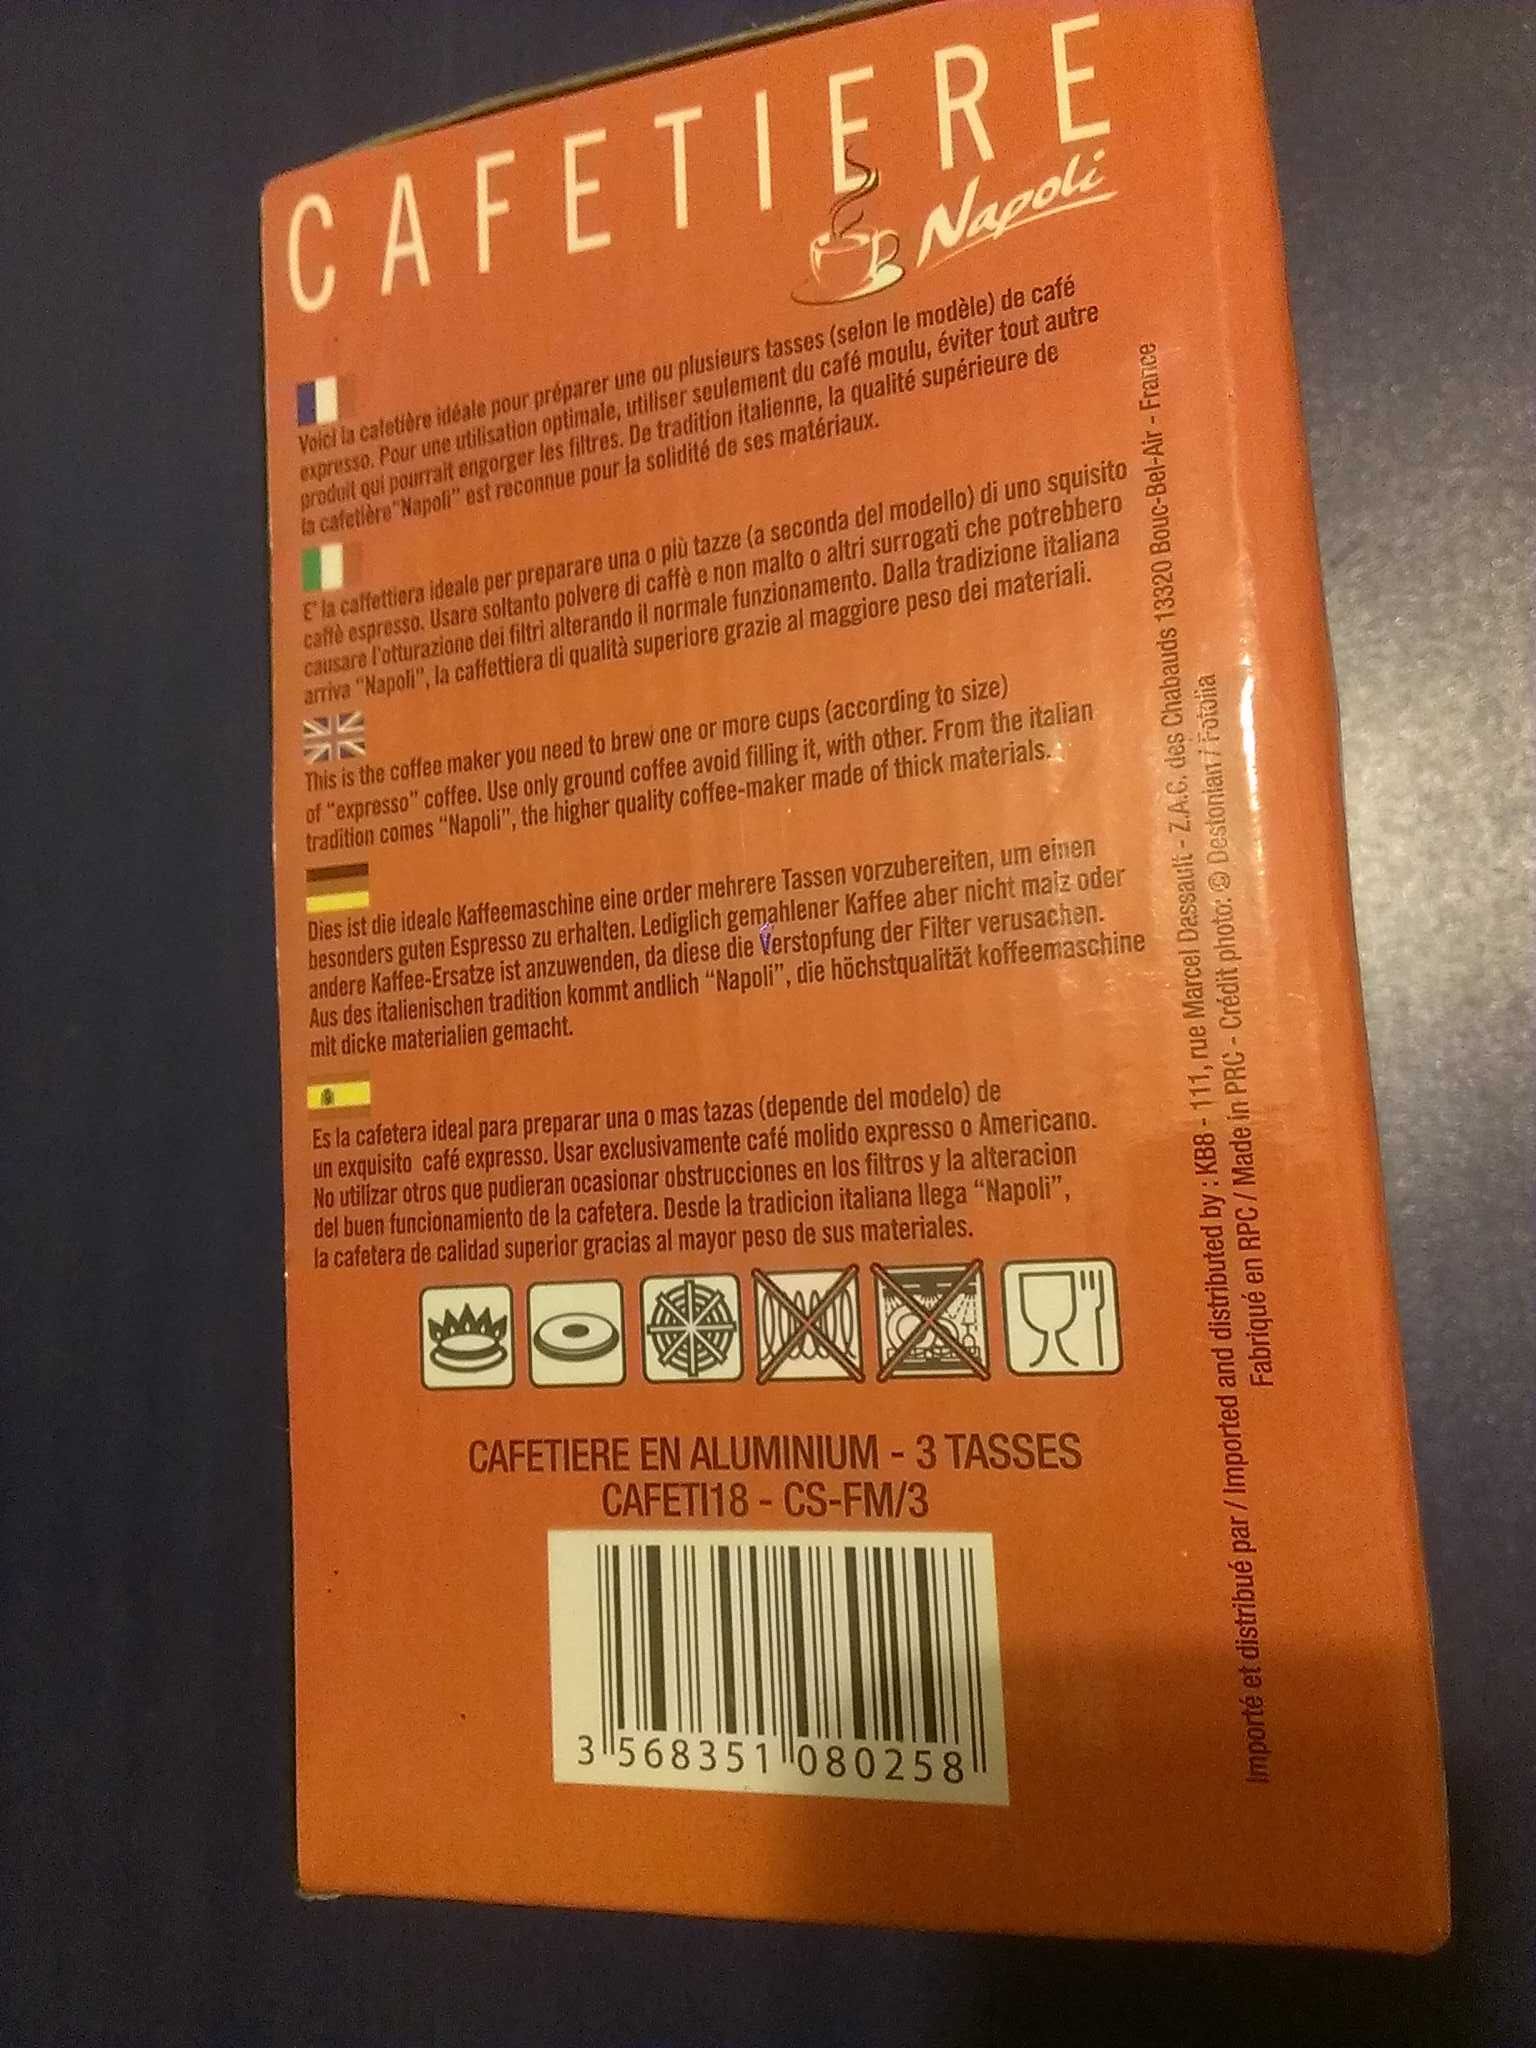 CAFETIERE
Napoli
Voici la cafetière idéale pour préparer une ou plusieurs tasses (selon le modèle) de café
expresso. Pour une utilisation optimale, utiliser seulement du café moulu, éviter tout autre
produit qui pourrait engorger les filtres. De tradition italienne, la qualité supérieure de
la cafetière"Napoli" est reconnue pour la solidité de ses matériaux.
E' la caffettiera ideale per preparare una o più tazze (a seconda del modello) di uno squisito
caffè espresso. Usare soltanto polvere di caffè e non malto o altri surrogati che potrebbero
causare l'otturazione dei filtri alterando il normale funzionamento. Dalla tradizione italiana
arriva "Napoli", la caffettiera di qualità superiore grazie al maggiore peso dei materiali.
This is the coffee maker you need to brew one or more cups (according to size)
of "expresso" coffee. Use only ground coffee avoid filling it, with other. From the italian
tradition comes "Napoli", the higher quality coffee-maker made of thick materials.
Dies ist die ideale Kaffeemaschine eine order mehrere Tassen vorzubereiten, um einen
besonders guten Espresso zu erhalten. Lediglich gemahlener Kaffee aber nicht malz oder
andere Kaffee-Ersatze ist anzuwenden, da diese die Verstopfung der Filter verusachen.
Aus des italienischen tradition kommt andlich "Napoli", die höchstqualität koffeemaschine
mit dicke materialien gemacht.
Es la cafetera ideal para preparar una o mas tazas (depende del modelo) de
un exquisito café expresso. Usar exclusivamente café molido expresso o Americano.
No utilizar otros que pudieran ocasionar obstrucciones en los filtros y la alteracion
del buen funcionamiento de la cafetera. Desde la tradicion italiana llega "Napoli",
la cafetera de calidad superior gracias al mayor peso de sus materiales.
CAFETIERE EN ALUMINIUM - 3 TASSES
CAFETI18 - CS-FM/3
3 568351 080258
Importé et distribué par / Imported and distributed by : KB8 - 111, rue Marcel Dassault - Z.A.C. des Chabauds 13320 Bouc-Bel-Air - France
Fabriqué en RPC / Made in PRC - Crédit photo: © Destonian / Fotolia